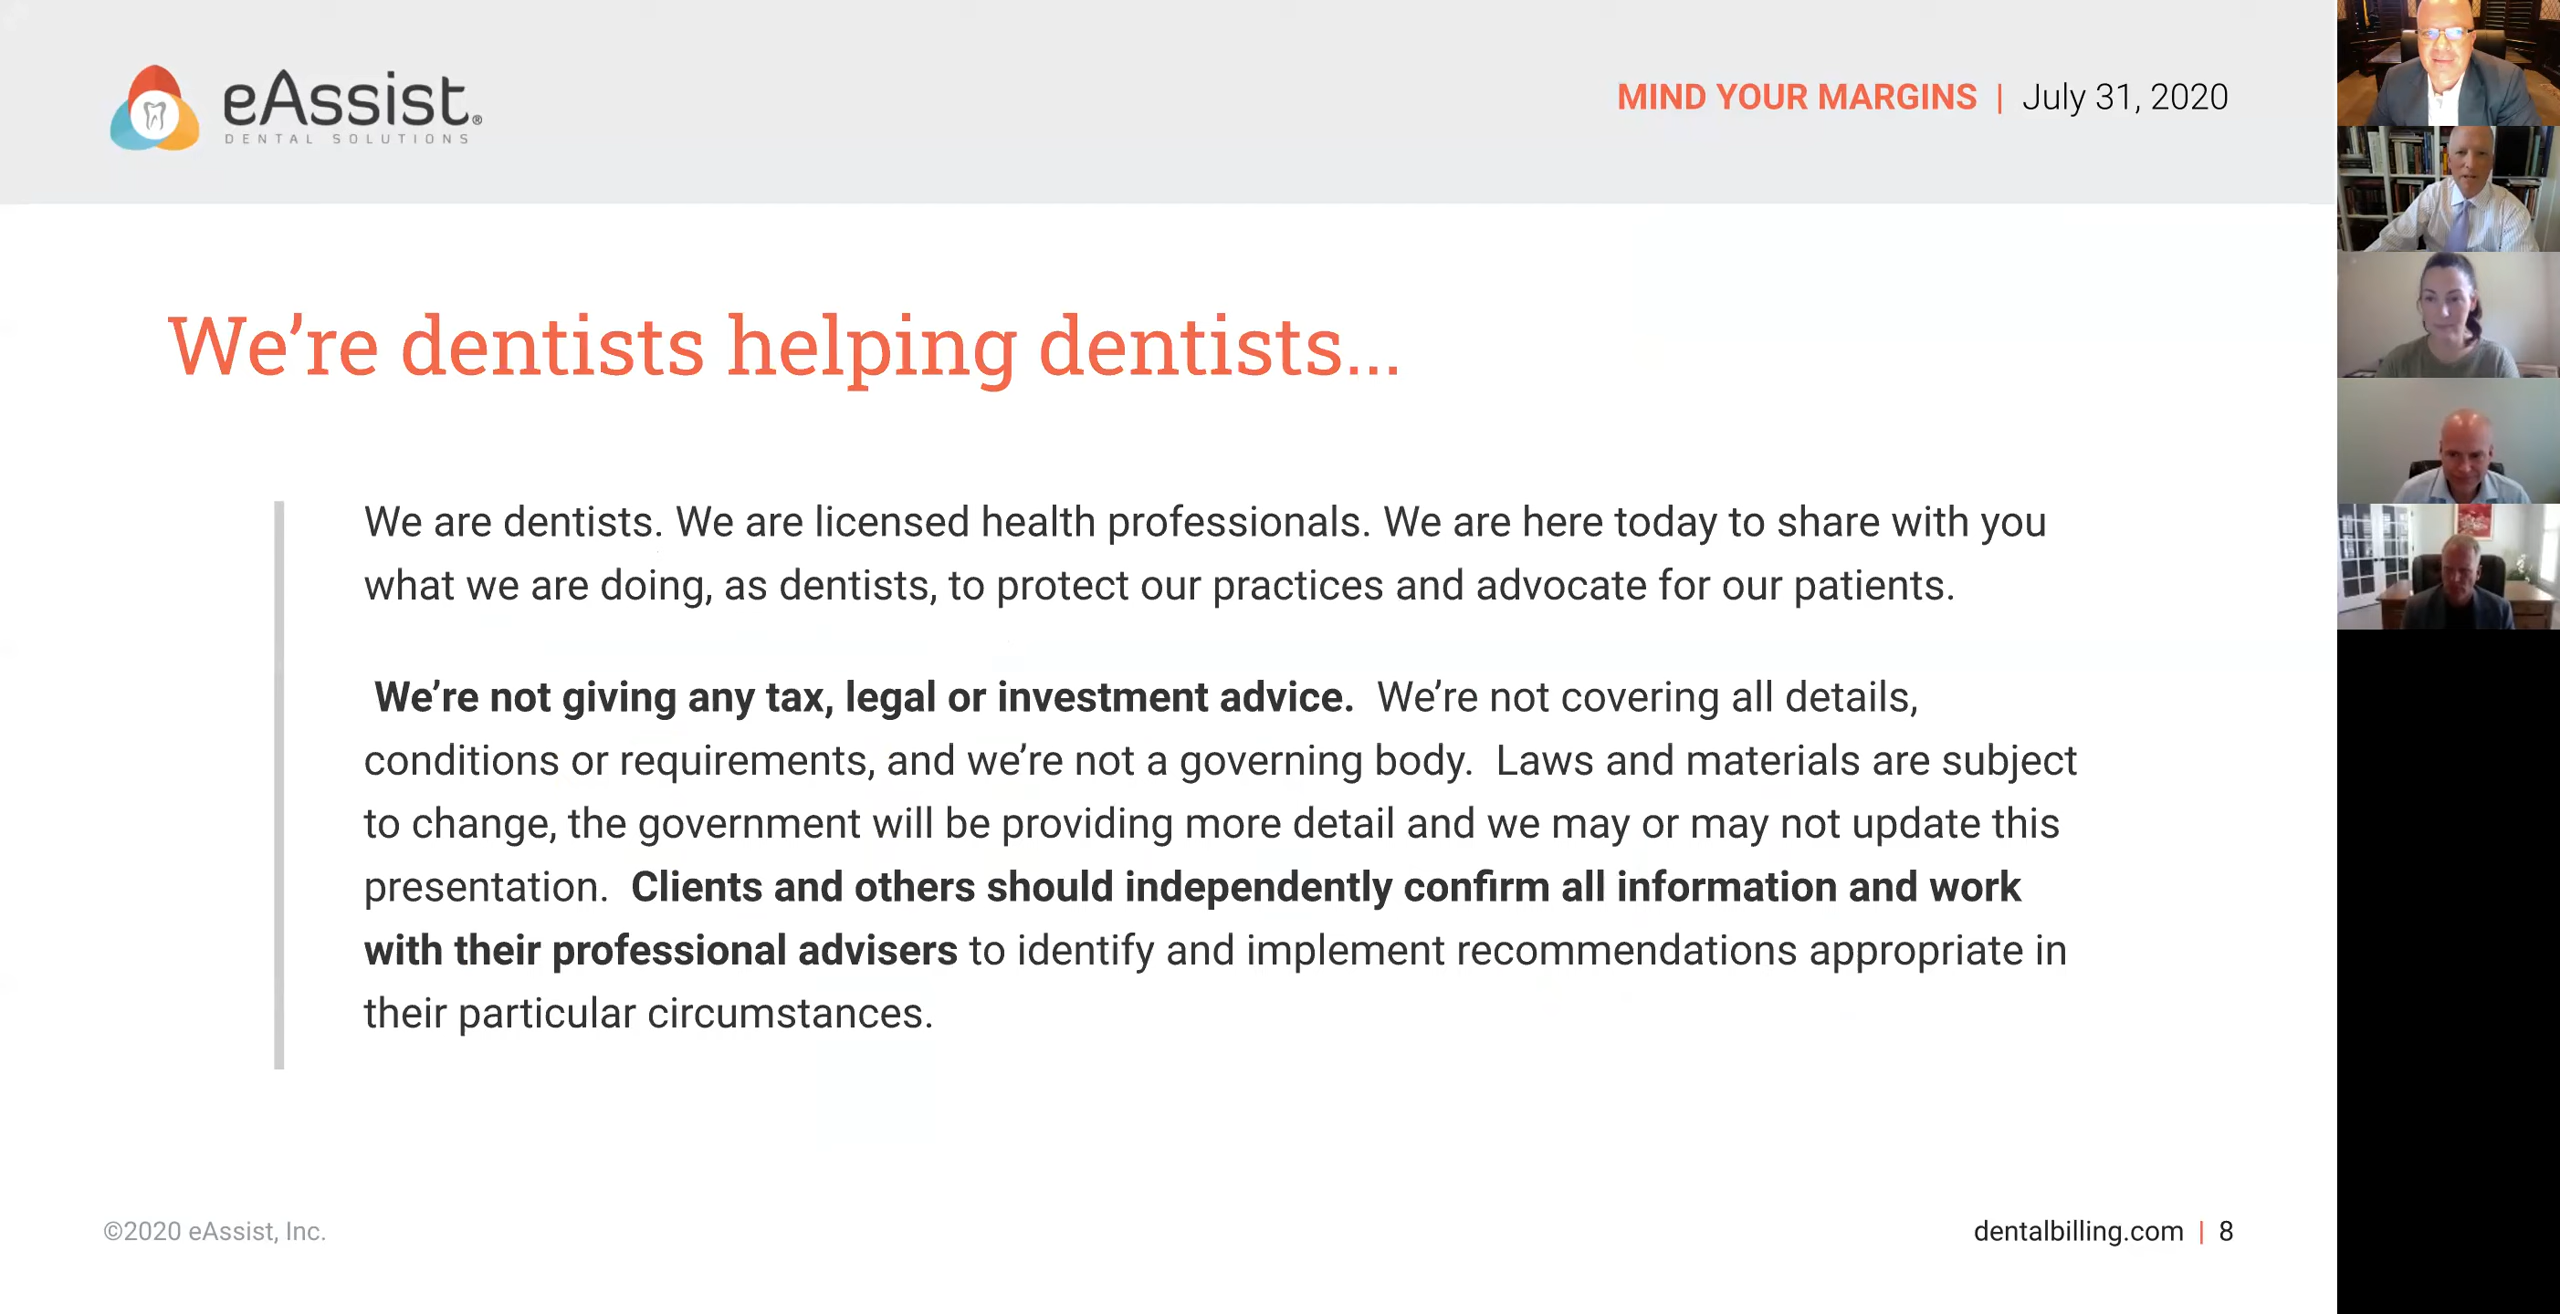 eAssist®
DENTAL SOLUTIONS
MIND YOUR MARGINS | July 31, 2020
We’re dentists helping dentists...
We are dentists. We are licensed health professionals. We are here today to share with you
what we are doing, as dentists, to protect our practices and advocate for our patients.
We’re not giving any tax, legal or investment advice. We’re not covering all details,
conditions or requirements, and we’re not a governing body. Laws and materials are subject
to change, the government will be providing more detail and we may or may not update this
presentation. Clients and others should independently confirm all information and work
with their professional advisers to identify and implement recommendations appropriate in
their particular circumstances.
©2020 eAssist, Inc.
dentalbilling.com | 8